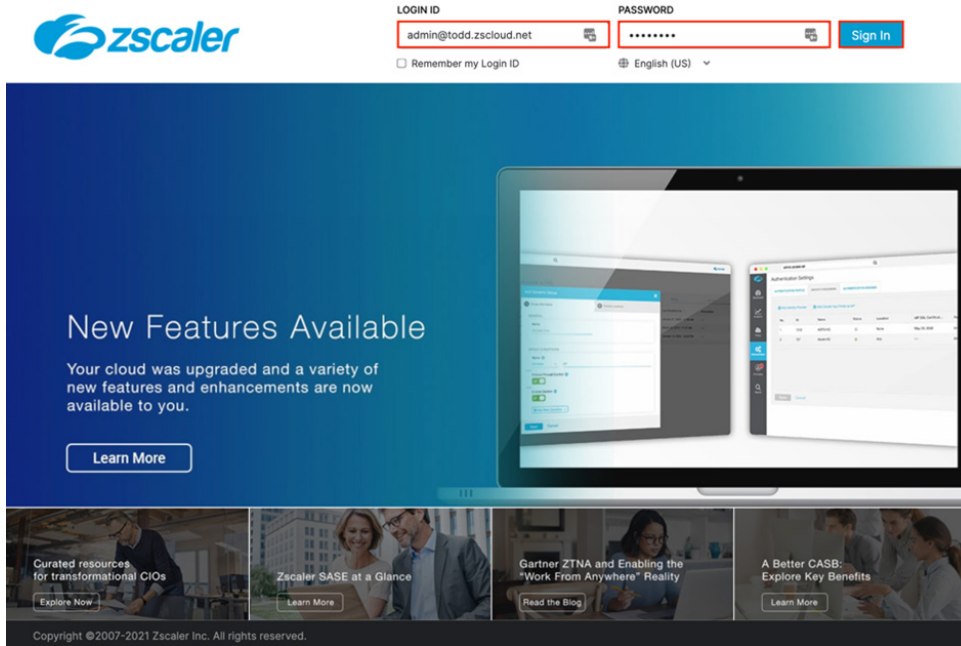 LOGIN ID
PASSWORD
zscaler
admin@todd.zscloud.net
••••••••
Sign In
Remember my Login ID
English (US)
New Features Available
Your cloud was upgraded and a variety of
new features and enhancements are now
available to you.
Learn More
Authenticator Settings
Curated resources
for transformational CIOs
Explore Now
Zscaler SASE at a Glance
Learn More
Gartner ZTNA and Enabling the
"Work From Anywhere" Reality
Read the Blog
A Better CASB:
Explore Key Benefits
Learn More
Copyright ©2007-2021 Zscaler Inc. All rights reserved.